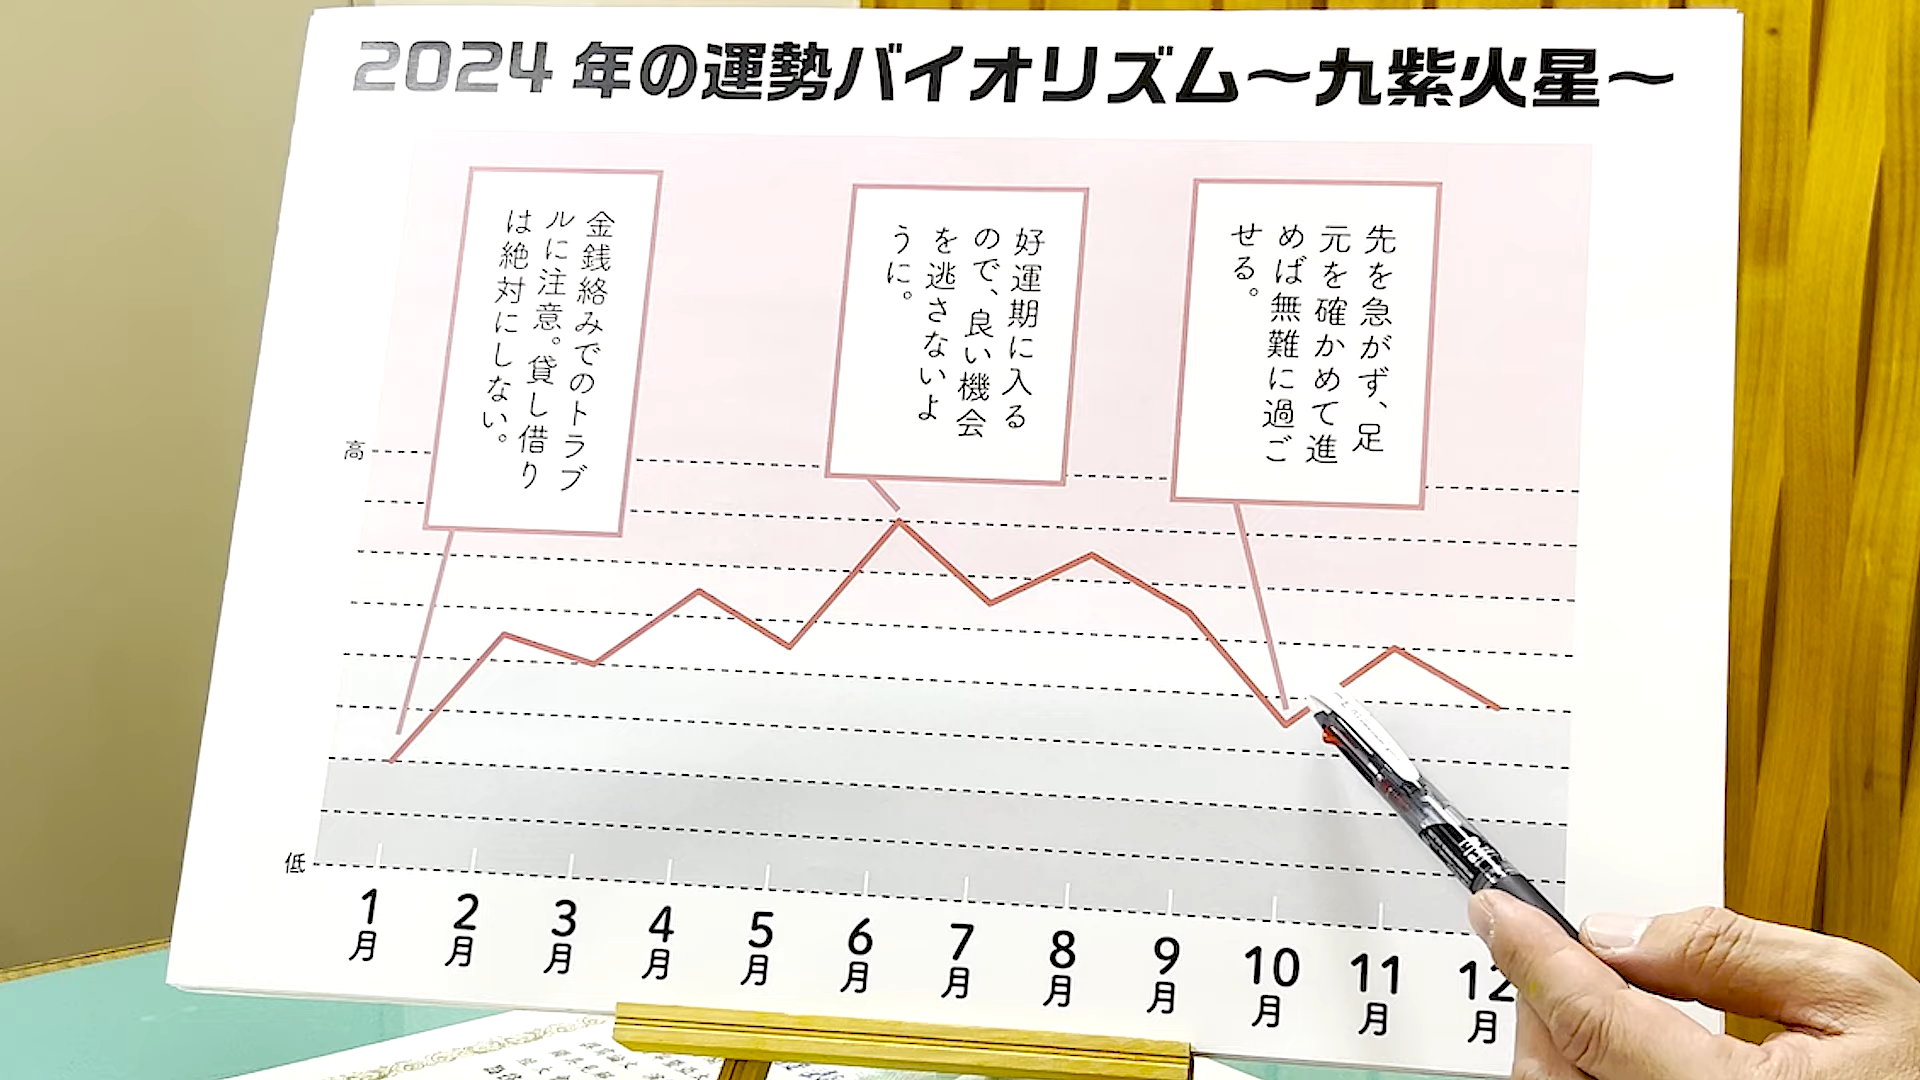 2024年の運勢バイオリズム～九紫火星～
金銭絡みでのトラブ
ルに注意。貸し借り
は絶対にしない。
好運期に入る
ので、良い機会
を逃さないよ
うに。
先を急がず、足
元を確かめて進
めば無難に過ご
せる。
高
低
1月
2月
3月
4月
5月
6月
7月
8月
9月
10月
11月
12月